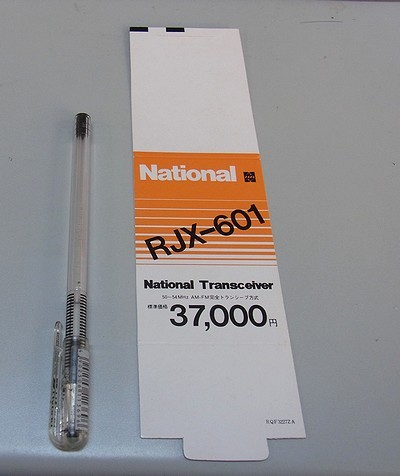 National
RJX-601
National Transceiver
50~54MHz AM-FM完全トランシーブ方式
標準価格 37,000円
RQF3227ZA